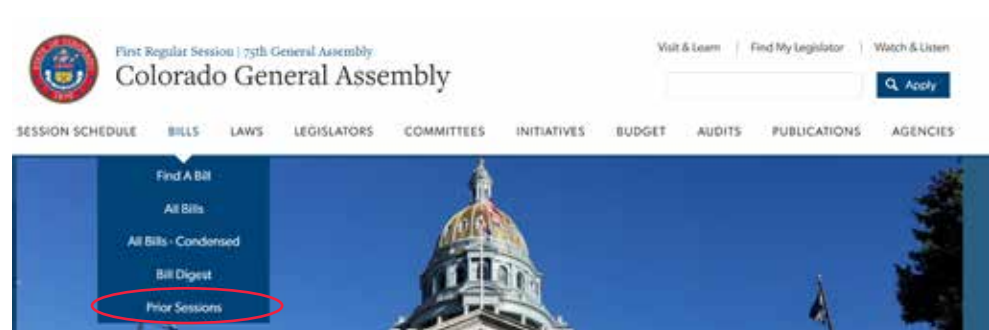 First Regular Session | 75th General Assembly
Colorado General Assembly
Visit & Learn | Find My Legislator | Watch & Listen
Apply
SESSION SCHEDULE BILLS LAWS LEGISLATORS COMMITTEES INITIATIVES BUDGET AUDITS PUBLICATIONS AGENCIES
Find A Bill
All Bills
All Bills - Condensed
Bill Digest
Prior Sessions